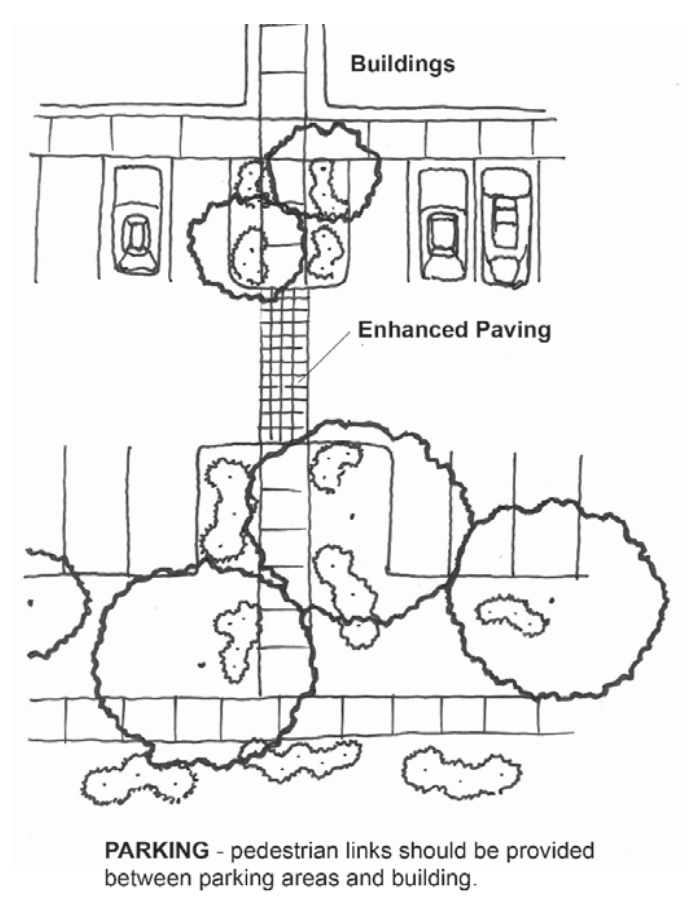 Buildings
Enhanced Paving
PARKING - pedestrian links should be provided
between parking areas and building.